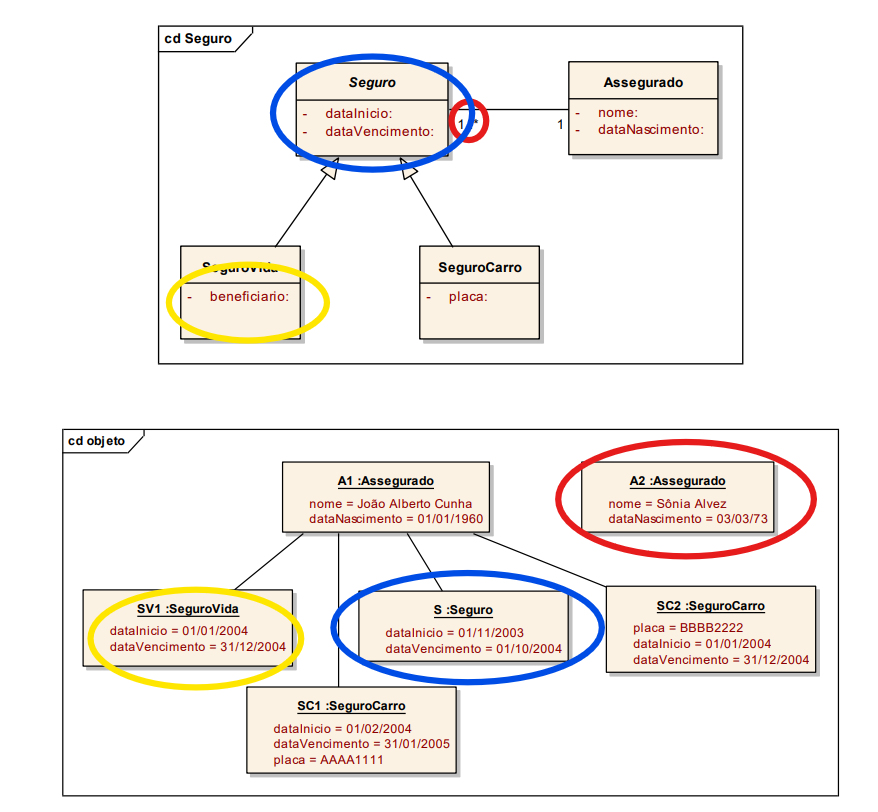 cd Seguro
Seguro
- dataInicio:
- dataVencimento:
Assegurado
- nome:
- dataNascimento:
1..*
1
SeguroVida
- beneficiario:
SeguroCarro
- placa:
cd objeto
A1 :Assegurado
nome = João Alberto Cunha
dataNascimento = 01/01/1960
A2 :Assegurado
nome = Sônia Alvez
dataNascimento = 03/03/73
SV1 :SeguroVida
dataInicio = 01/01/2004
dataVencimento = 31/12/2004
S :Seguro
dataInicio = 01/11/2003
dataVencimento = 01/10/2004
SC2 :SeguroCarro
placa = BBBB2222
dataInicio = 01/01/2004
dataVencimento = 31/12/2004
SC1 :SeguroCarro
dataInicio = 01/02/2004
dataVencimento = 31/01/2005
placa = AAAA1111